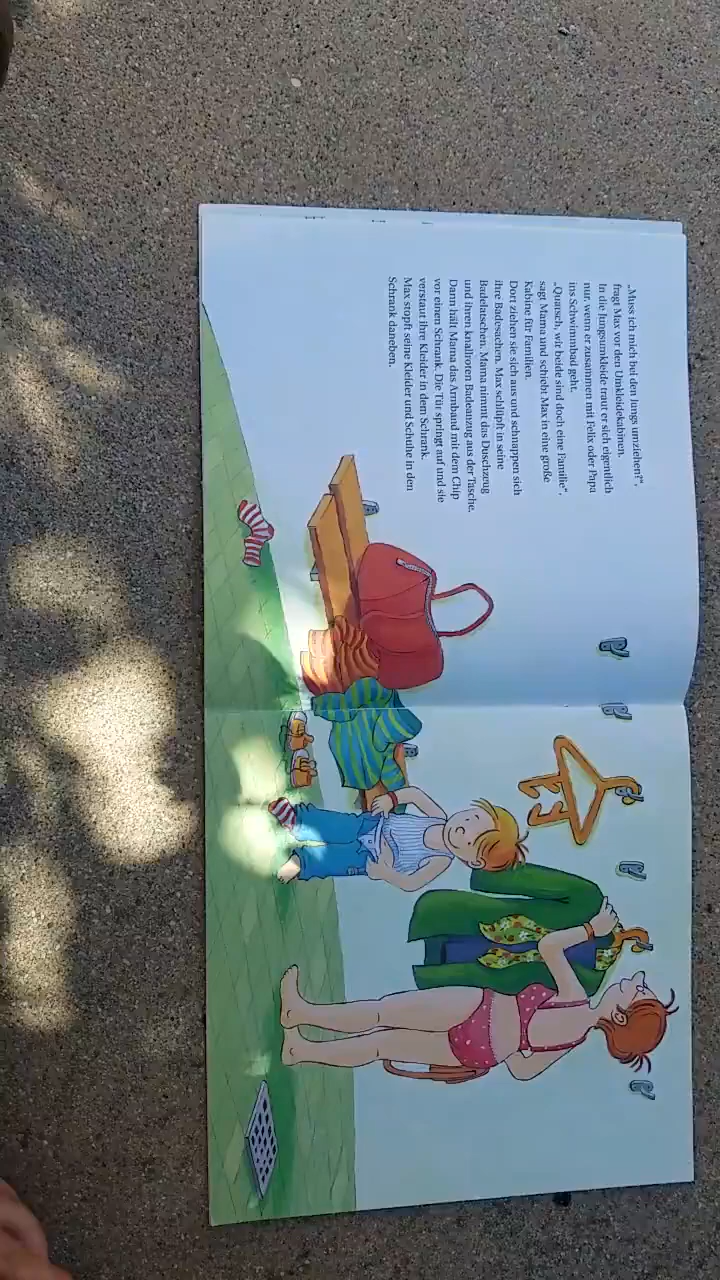 „Muss ich mich bei den Jungs umziehen?“,
fragt Max vor den Umkleidekabinen.
In die Jungsumkleide traut er sich eigentlich
nur, wenn er zusammen mit Felix oder Papa
ins Schwimmbad geht.
„Quatsch, wir beide sind doch eine Familie“,
sagt Mama und schiebt Max in eine große
Kabine für Familien.
Dort ziehen sie sich aus und schnappen sich
ihre Badesachen. Max schlüpft in seine
Badelatschen. Mama nimmt das Duschzeug
und ihren knallroten Badeanzug aus der Tasche.
Dann hält Mama das Armband mit dem Chip
vor einen Schrank. Die Tür springt auf und sie
verstaut ihre Kleider in dem Schrank.
Max stopft seine Kleider und Schuhe in den
Schrank daneben.